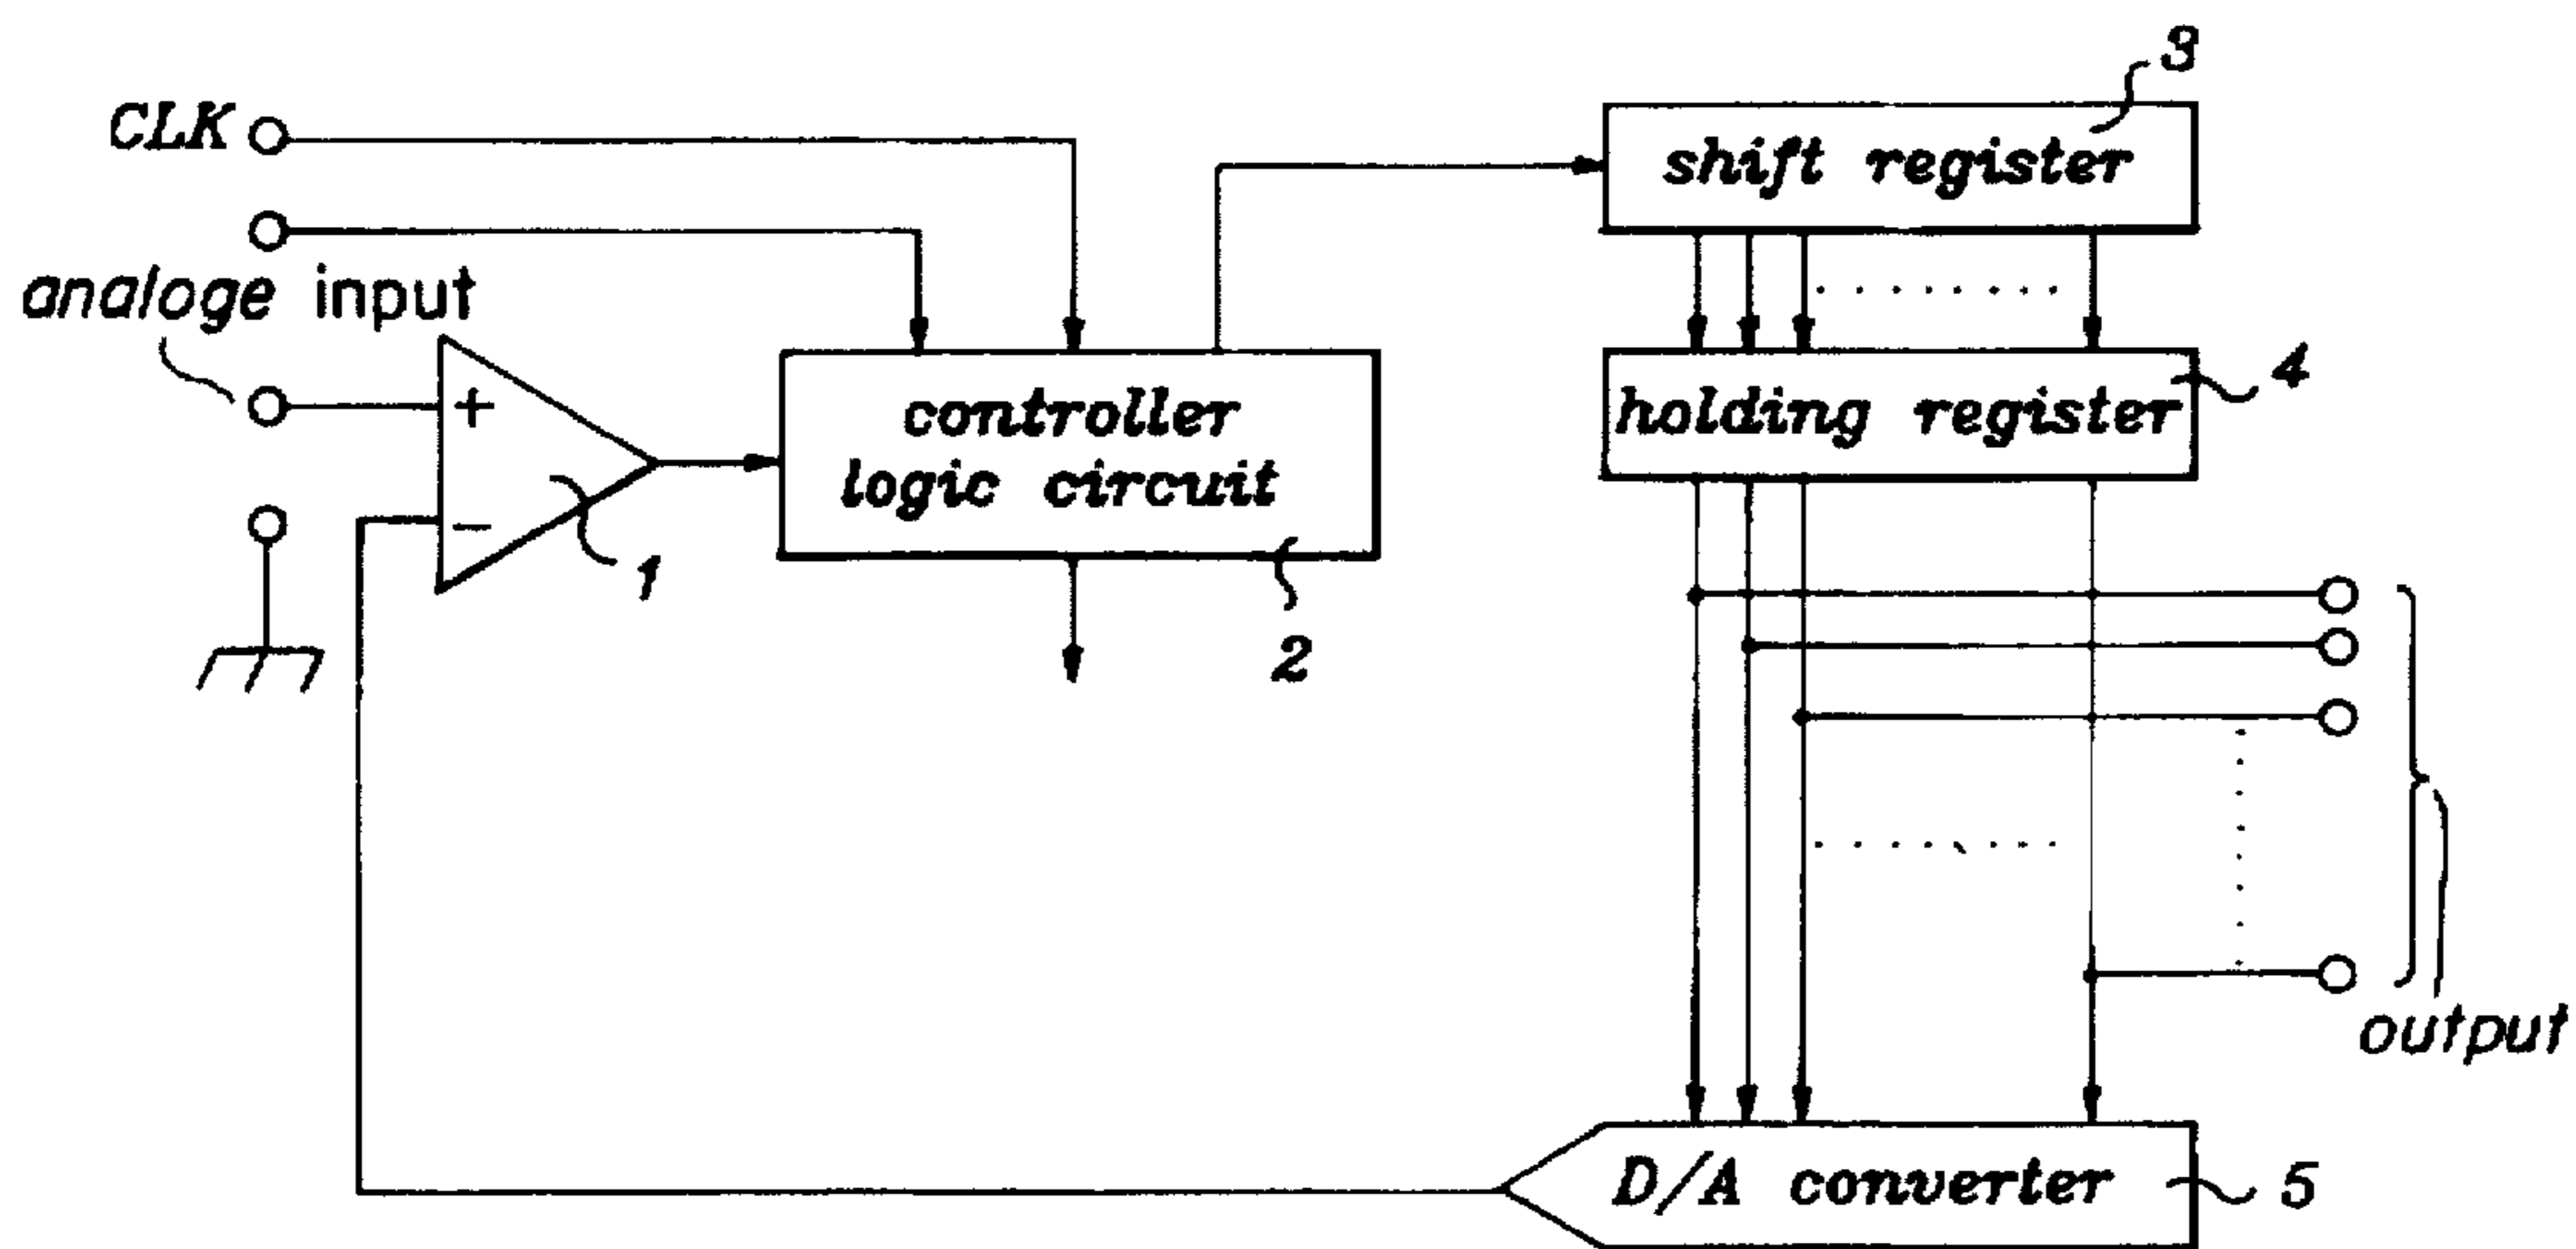 CLK
analoge input
+
−
1
controller
logic circuit
2
shift register
3
holding register
4
output
D/A converter
5